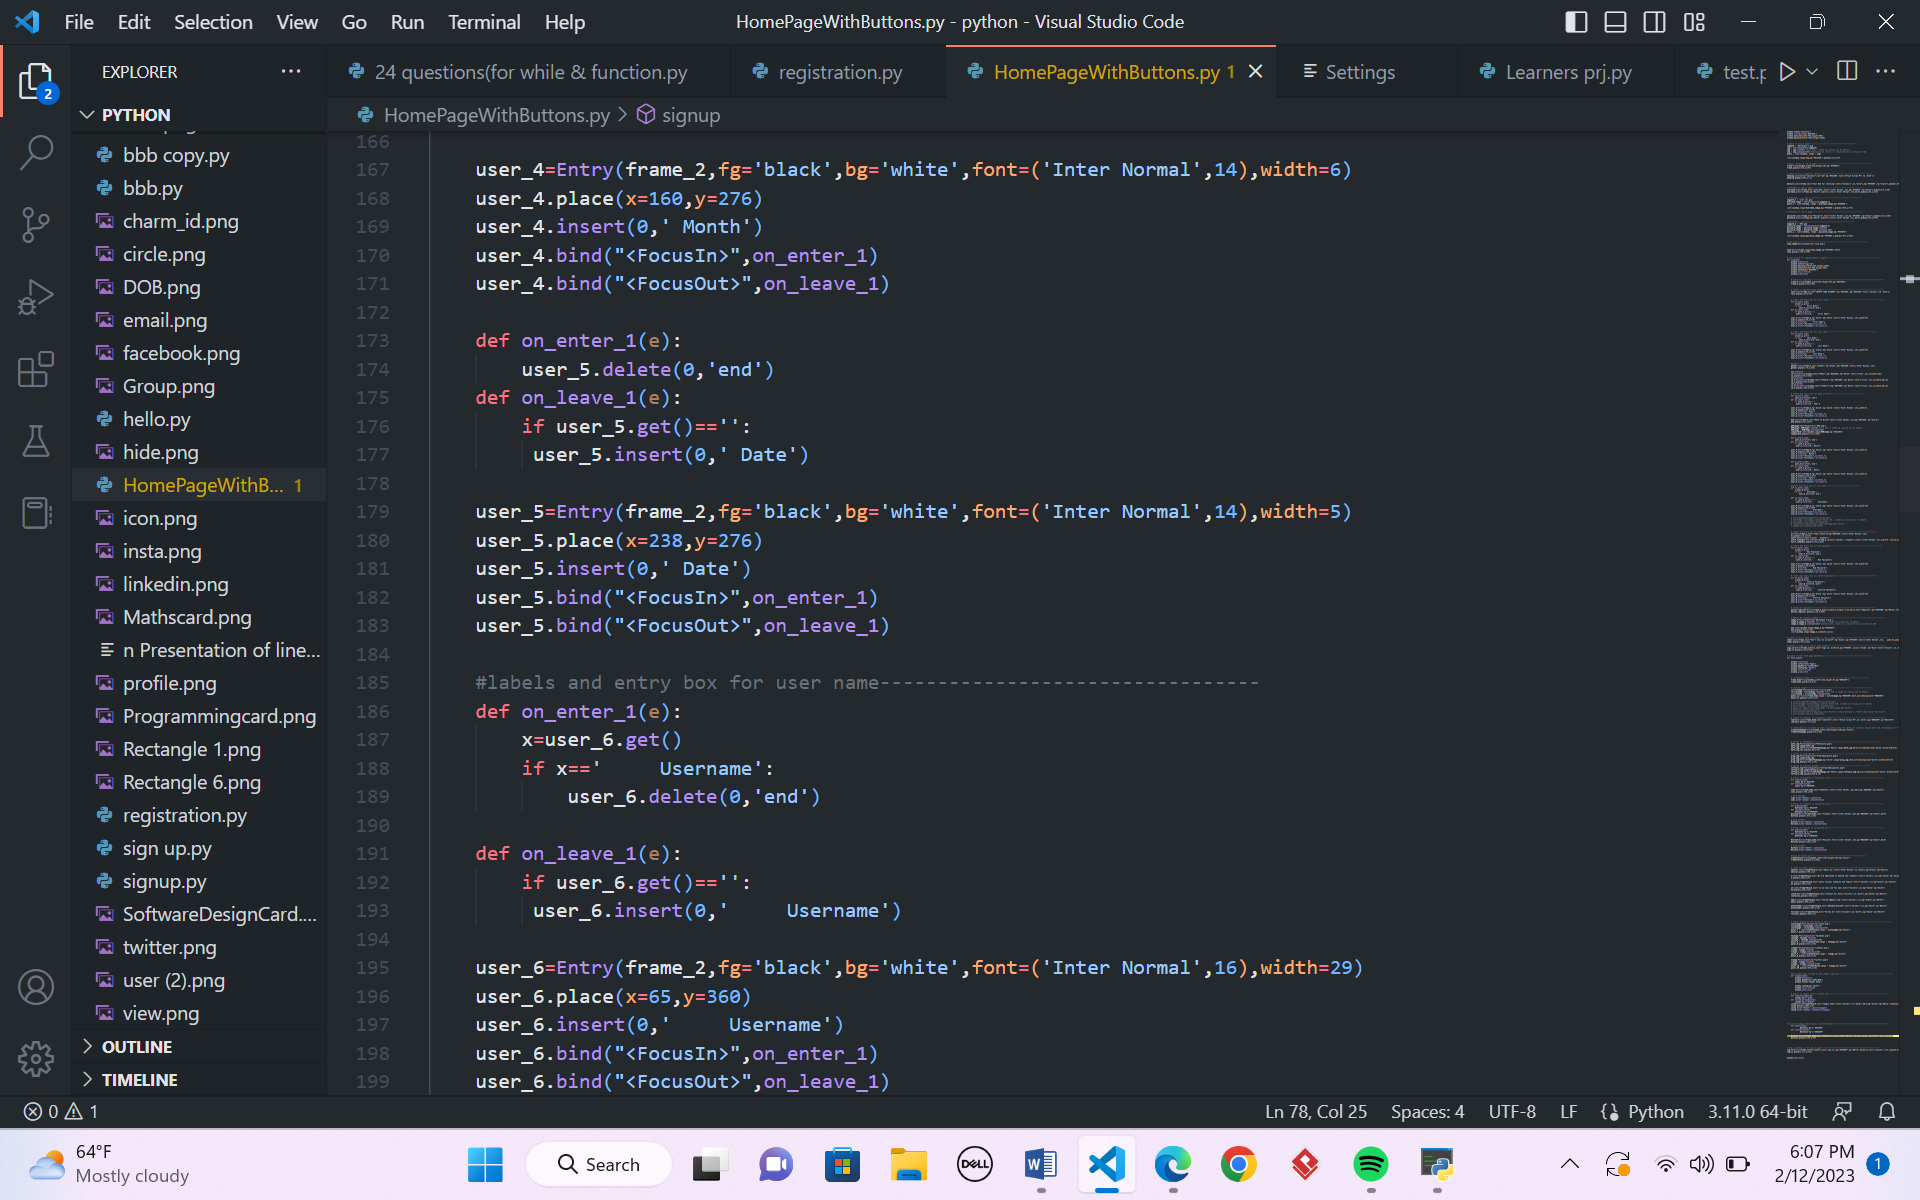 File Edit Selection View Go Run Terminal Help
HomePageWithButtons.py - python - Visual Studio Code
EXPLORER
24 questions(for while & function.py
registration.py
HomePageWithButtons.py 1
Settings
Learners prj.py
test.p
PYTHON
HomePageWithButtons.py > signup
bbb copy.py
bbb.py
charm_id.png
circle.png
DOB.png
email.png
facebook.png
Group.png
hello.py
hide.png
HomePageWithB... 1
icon.png
insta.png
linkedin.png
Mathscard.png
n Presentation of line...
profile.png
Programmingcard.png
Rectangle 1.png
Rectangle 6.png
registration.py
sign up.py
signup.py
SoftwareDesignCard....
twitter.png
user (2).png
view.png
OUTLINE
TIMELINE
2
166
167 user_4=Entry(frame_2,fg='black',bg='white',font=('Inter Normal',14),width=6)
168 user_4.place(x=160,y=276)
169 user_4.insert(0,' Month')
170 user_4.bind("<FocusIn>",on_enter_1)
171 user_4.bind("<FocusOut>",on_leave_1)
172
173 def on_enter_1(e):
174     user_5.delete(0,'end')
175 def on_leave_1(e):
176     if user_5.get()=='':
177      user_5.insert(0,' Date')
178
179 user_5=Entry(frame_2,fg='black',bg='white',font=('Inter Normal',14),width=5)
180 user_5.place(x=238,y=276)
181 user_5.insert(0,' Date')
182 user_5.bind("<FocusIn>",on_enter_1)
183 user_5.bind("<FocusOut>",on_leave_1)
184
185 #labels and entry box for user name---------------------------------
186 def on_enter_1(e):
187     x=user_6.get()
188     if x=='     Username':
189         user_6.delete(0,'end')
190
191 def on_leave_1(e):
192     if user_6.get()=='':
193      user_6.insert(0,'     Username')
194
195 user_6=Entry(frame_2,fg='black',bg='white',font=('Inter Normal',16),width=29)
196 user_6.place(x=65,y=360)
197 user_6.insert(0,'     Username')
198 user_6.bind("<FocusIn>",on_enter_1)
199 user_6.bind("<FocusOut>",on_leave_1)
0 1
Ln 78, Col 25 Spaces: 4 UTF-8 LF Python 3.11.0 64-bit
64°F
Mostly cloudy
Search
DELL
6:07 PM
2/12/2023
1